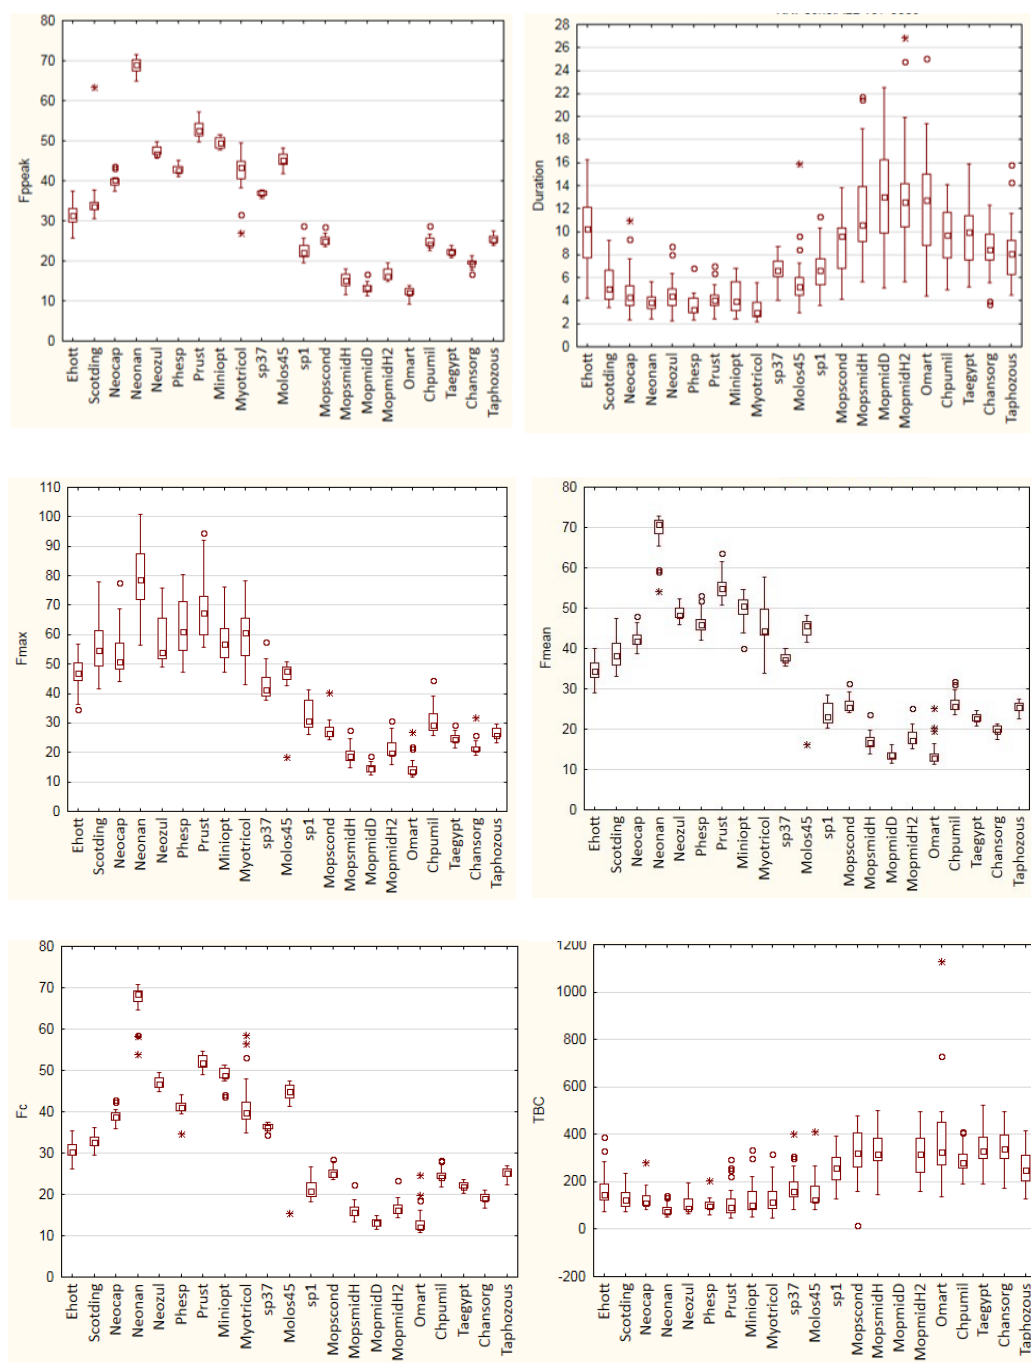 Fppeak
80
70
60
50
40
30
20
10
0
Ehott
Scotding
Neocap
Neonan
Neozul
Phesp
Prust
Miniopt
Myotricol
sp37
Molos45
sp1
Mopscond
MopsmidH
MopmidD
MopmidH2
Omart
Chpumil
Taegypt
Chansorg
Taphozous
Duration
28
26
24
22
20
18
16
14
12
10
8
6
4
2
0
Ehott
Scotding
Neocap
Neonan
Neozul
Phesp
Prust
Miniopt
Myotricol
sp37
Molos45
sp1
Mopscond
MopsmidH
MopmidD
MopmidH2
Omart
Chpumil
Taegypt
Chansorg
Taphozous
Fmax
110
100
90
80
70
60
50
40
30
20
10
0
Ehott
Scotding
Neocap
Neonan
Neozul
Phesp
Prust
Miniopt
Myotricol
sp37
Molos45
sp1
Mopscond
MopsmidH
MopmidD
MopmidH2
Omart
Chpumil
Taegypt
Chansorg
Taphozous
Fmean
80
70
60
50
40
30
20
10
0
Ehott
Scotding
Neocap
Neonan
Neozul
Phesp
Prust
Miniopt
Myotricol
sp37
Molos45
sp1
Mopscond
MopsmidH
MopmidD
MopmidH2
Omart
Chpumil
Taegypt
Chansorg
Taphozous
Fc
80
70
60
50
40
30
20
10
0
Ehott
Scotding
Neocap
Neonan
Neozul
Phesp
Prust
Miniopt
Myotricol
sp37
Molos45
sp1
Mopscond
MopsmidH
MopmidD
MopmidH2
Omart
Chpumil
Taegypt
Chansorg
Taphozous
TBC
1200
1000
800
600
400
200
0
-200
Ehott
Scotding
Neocap
Neonan
Neozul
Phesp
Prust
Miniopt
Myotricol
sp37
Molos45
sp1
Mopscond
MopsmidH
MopmidD
MopmidH2
Omart
Chpumil
Taegypt
Chansorg
Taphozous